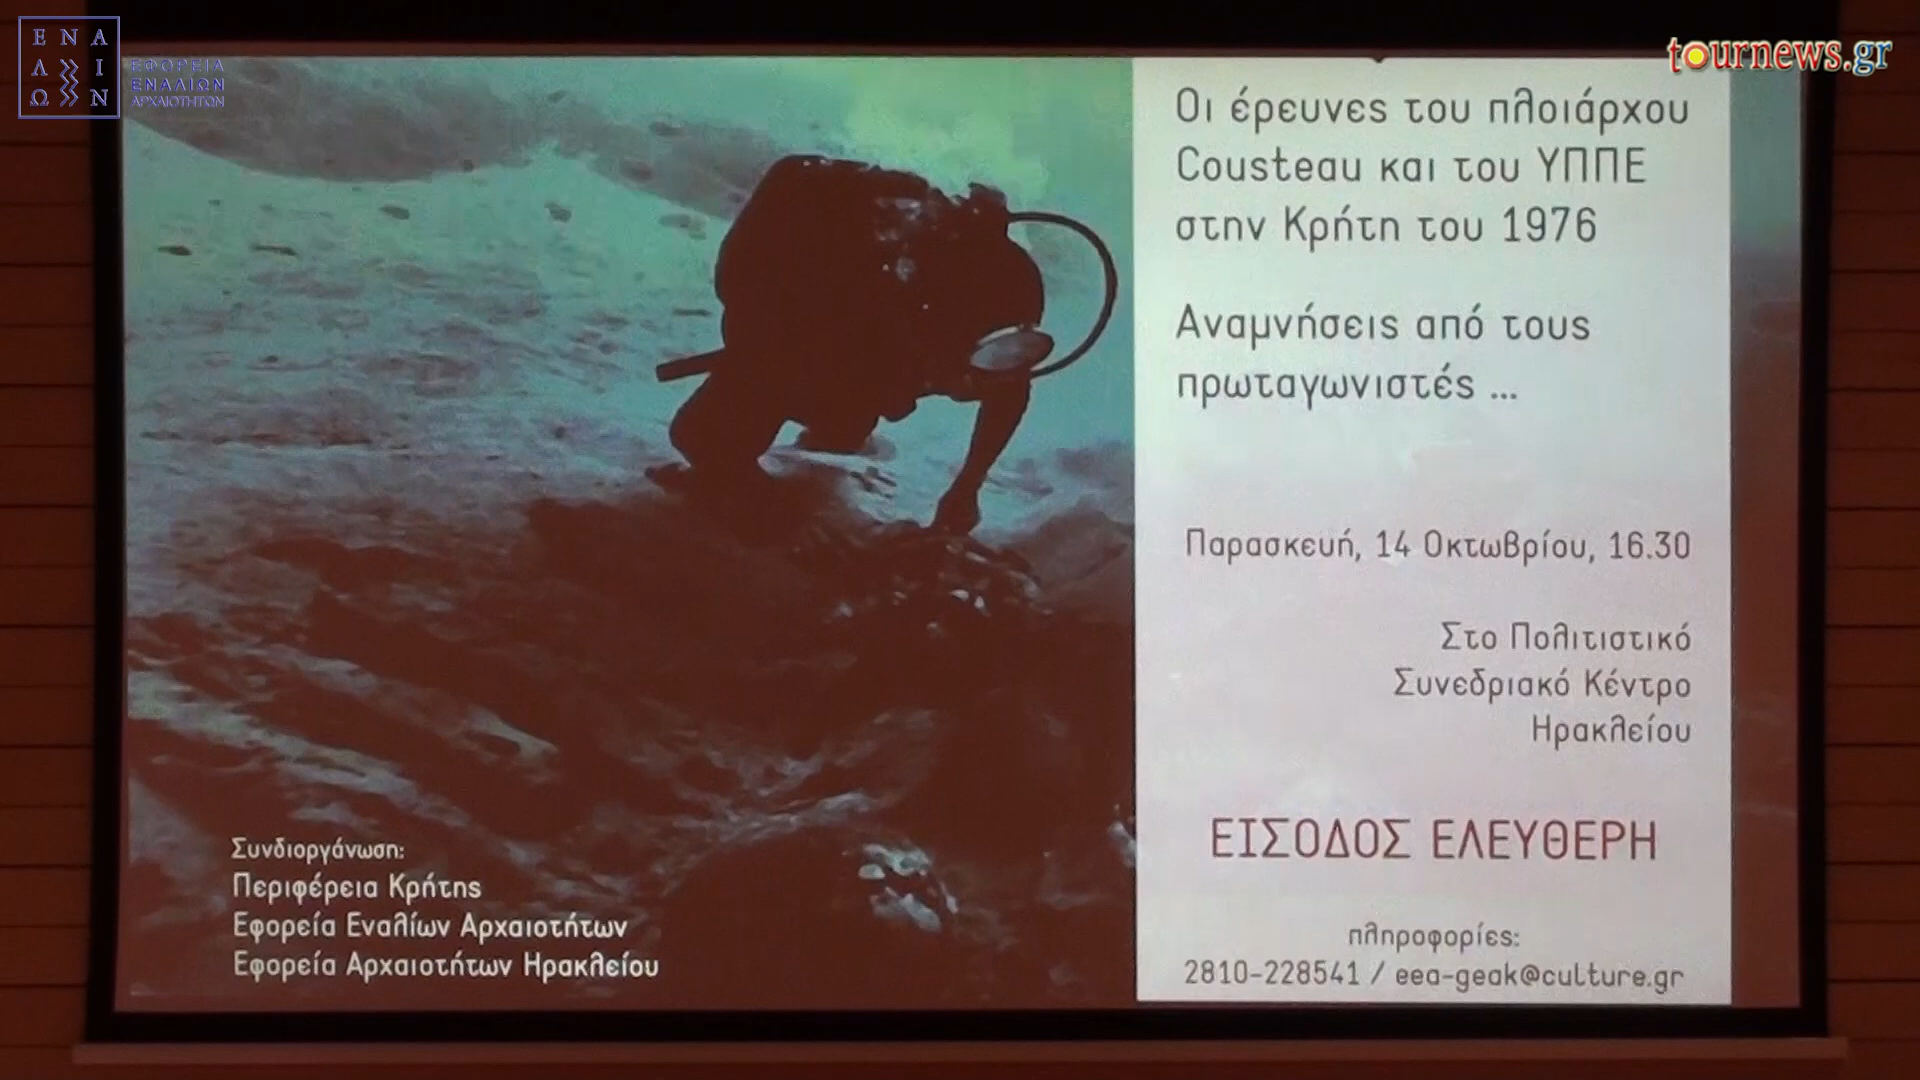 ΕΝΑ
Λ Ι
Ω Ν
ΕΦΟΡΕΙΑ
ΕΝΑΛΙΩΝ
ΑΡΧΑΙΟΤΗΤΩΝ
tournews.gr
Οι έρευνες του πλοιάρχου
Cousteau και του ΥΠΠΕ
στην Κρήτη του 1976
Αναμνήσεις από τους
πρωταγωνιστές ...
Παρασκευή, 14 Οκτωβρίου, 16.30
Στο Πολιτιστικό
Συνεδριακό Κέντρο
Ηρακλείου
ΕΙΣΟΔΟΣ ΕΛΕΥΘΕΡΗ
πληροφορίες:
2810-228541 / eea-geak@culture.gr
Συνδιοργάνωση:
Περιφέρεια Κρήτης
Εφορεία Εναλίων Αρχαιοτήτων
Εφορεία Αρχαιοτήτων Ηρακλείου